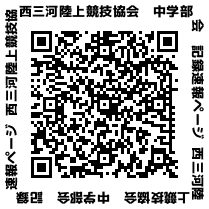 西三河陸上競技協会　中学部
会　記録速報ページ　西三河陸
上競技協会　中学部会　記録
速報ページ　西三河陸上競技協